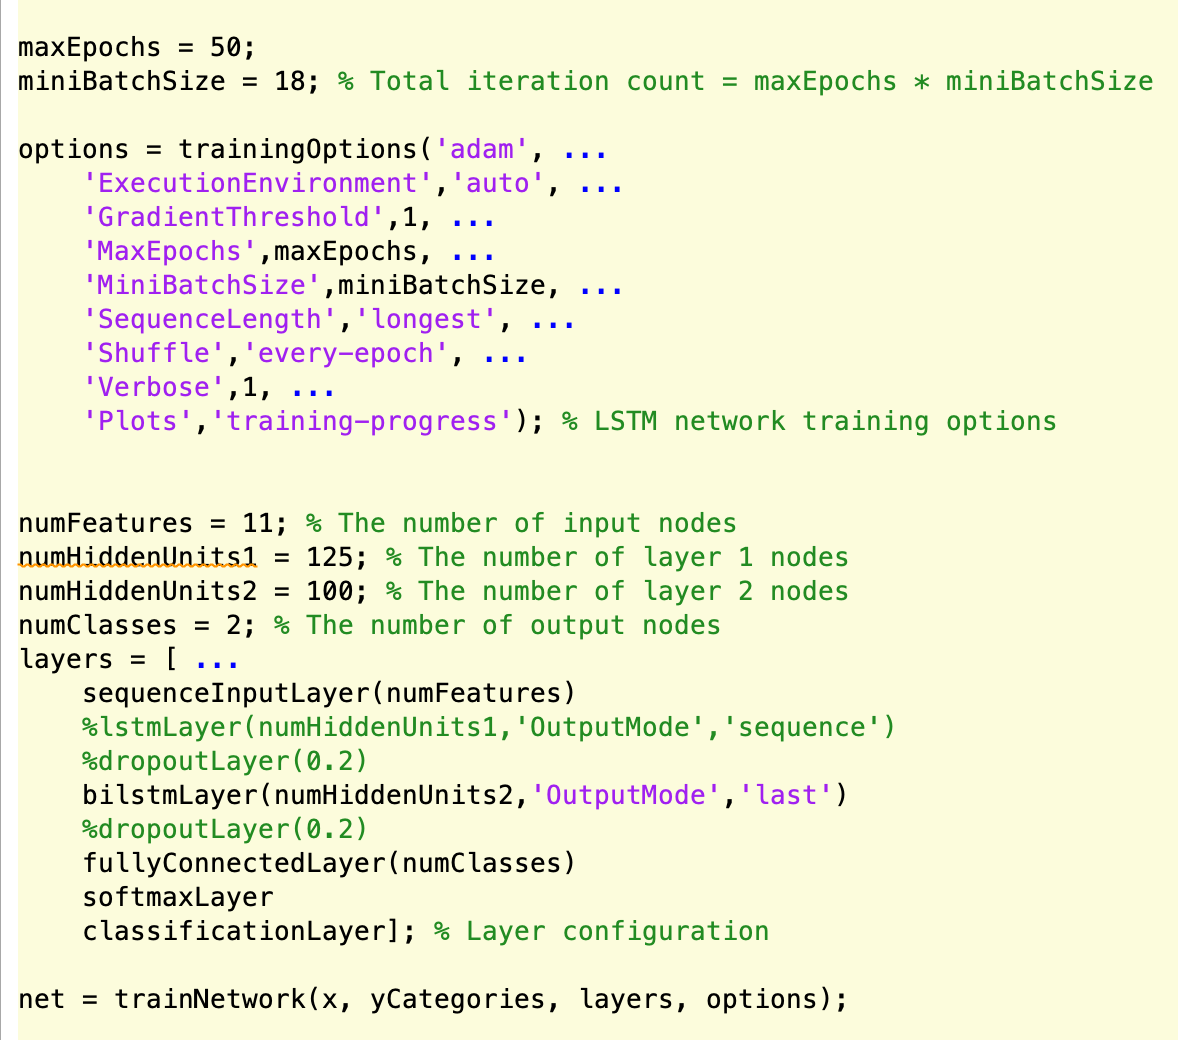 maxEpochs = 50;
miniBatchSize = 18; % Total iteration count = maxEpochs * miniBatchSize
options = trainingOptions('adam', ...
    'ExecutionEnvironment','auto', ...
    'GradientThreshold',1, ...
    'MaxEpochs',maxEpochs, ...
    'MiniBatchSize',miniBatchSize, ...
    'SequenceLength','longest', ...
    'Shuffle','every-epoch', ...
    'Verbose',1, ...
    'Plots','training-progress'); % LSTM network training options
numFeatures = 11; % The number of input nodes
numHiddenUnits1 = 125; % The number of layer 1 nodes
numHiddenUnits2 = 100; % The number of layer 2 nodes
numClasses = 2; % The number of output nodes
layers = [ ...
    sequenceInputLayer(numFeatures)
    %lstmLayer(numHiddenUnits1,'OutputMode','sequence')
    %dropoutLayer(0.2)
    bilstmLayer(numHiddenUnits2,'OutputMode','last')
    %dropoutLayer(0.2)
    fullyConnectedLayer(numClasses)
    softmaxLayer
    classificationLayer]; % Layer configuration
net = trainNetwork(x, yCategories, layers, options);